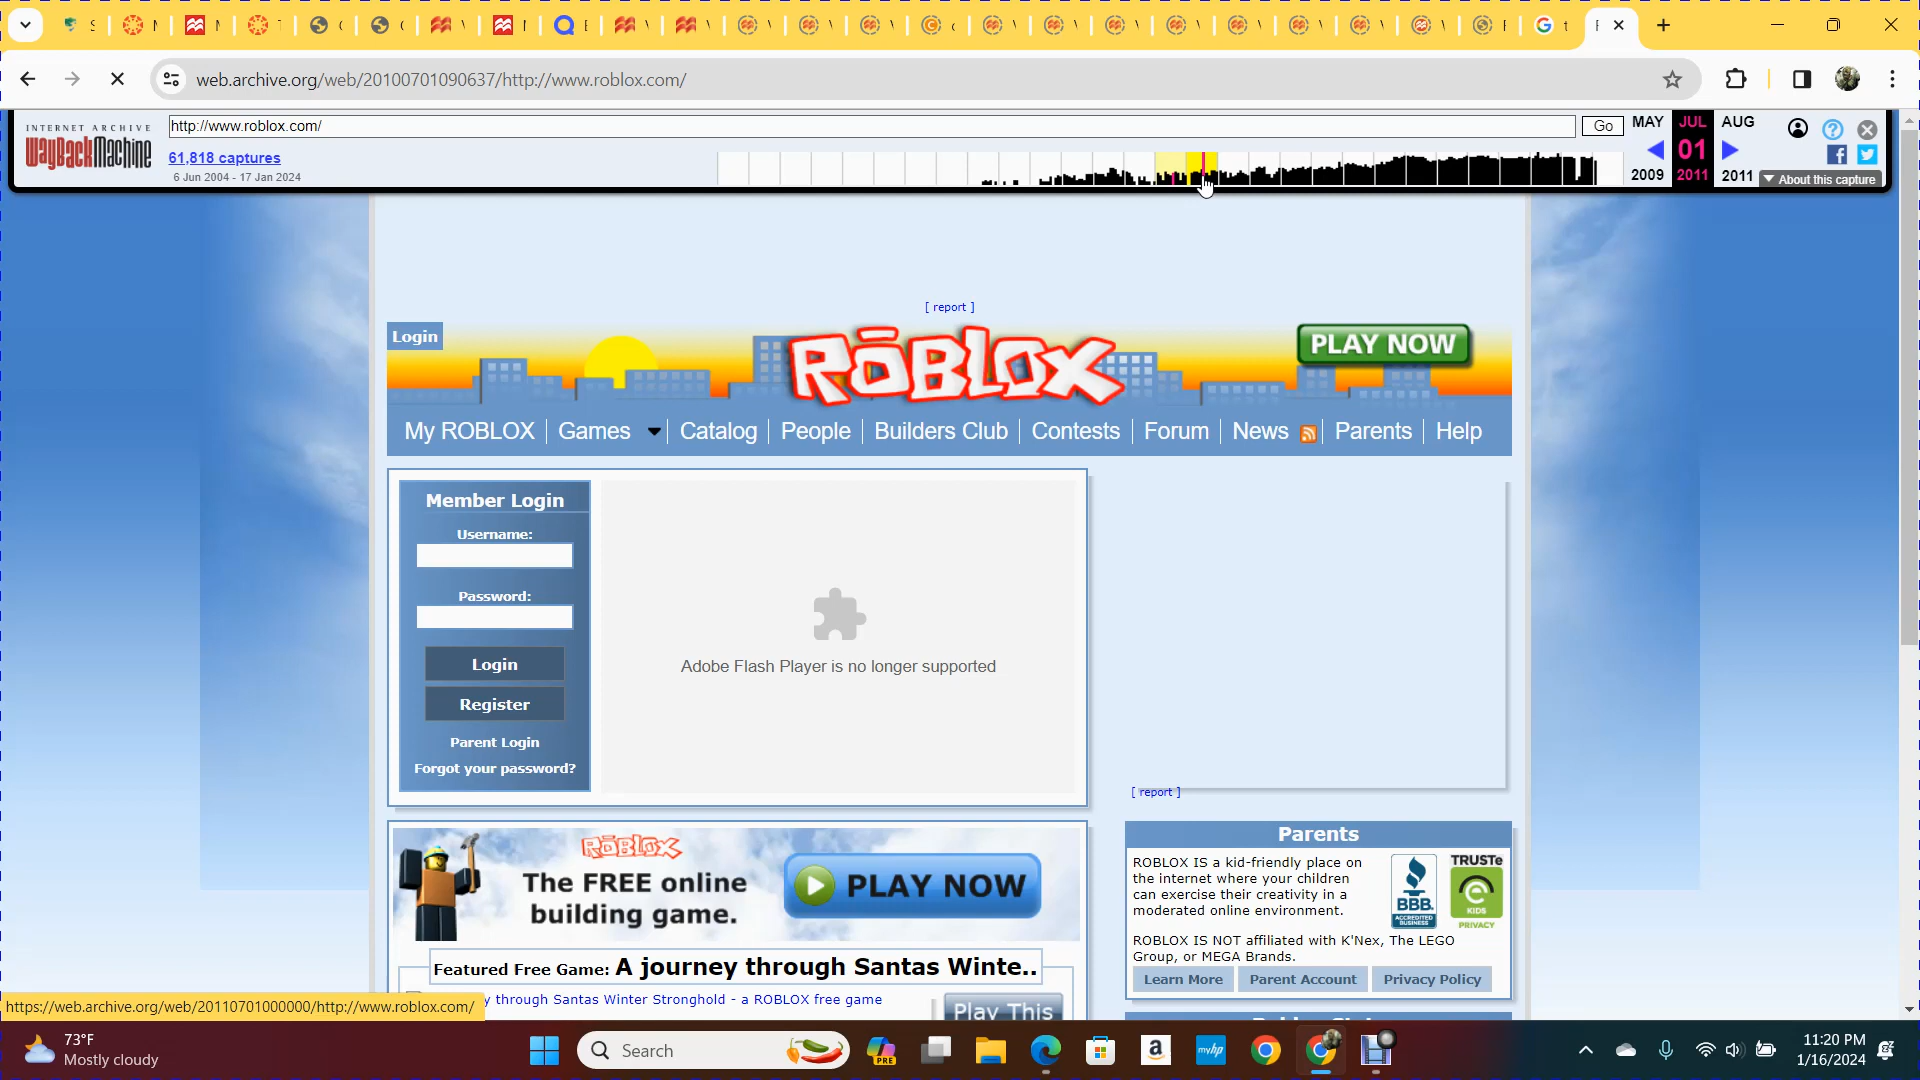 web.archive.org/web/20100701090637/http://www.roblox.com/
INTERNET ARCHIVE
WayBackMachine
http://www.roblox.com/
Go
61,818 captures
6 Jun 2004 - 17 Jan 2024
MAY JUL AUG
01
2009 2011 2011
About this capture
[ report ]
Login
ROBLOX
PLAY NOW
My ROBLOX
Games
Catalog
People
Builders Club
Contests
Forum
News
Parents
Help
Member Login
Username:
Password:
Login
Register
Parent Login
Forgot your password?
Adobe Flash Player is no longer supported
[ report ]
ROBLOX
The FREE online
building game.
PLAY NOW
Featured Free Game: A journey through Santas Winte..
y through Santas Winter Stronghold - a ROBLOX free game
Play This
Parents
ROBLOX IS a kid-friendly place on
the internet where your children
can exercise their creativity in a
moderated online environment.
BBB.
ACCREDITED
BUSINESS
TRUSTe
KIDS
PRIVACY
ROBLOX IS NOT affiliated with K'Nex, The LEGO
Group, or MEGA Brands.
Learn More
Parent Account
Privacy Policy
https://web.archive.org/web/20110701000000/http://www.roblox.com/
73°F
Mostly cloudy
Search
PRE
a
myhp
11:20 PM
1/16/2024